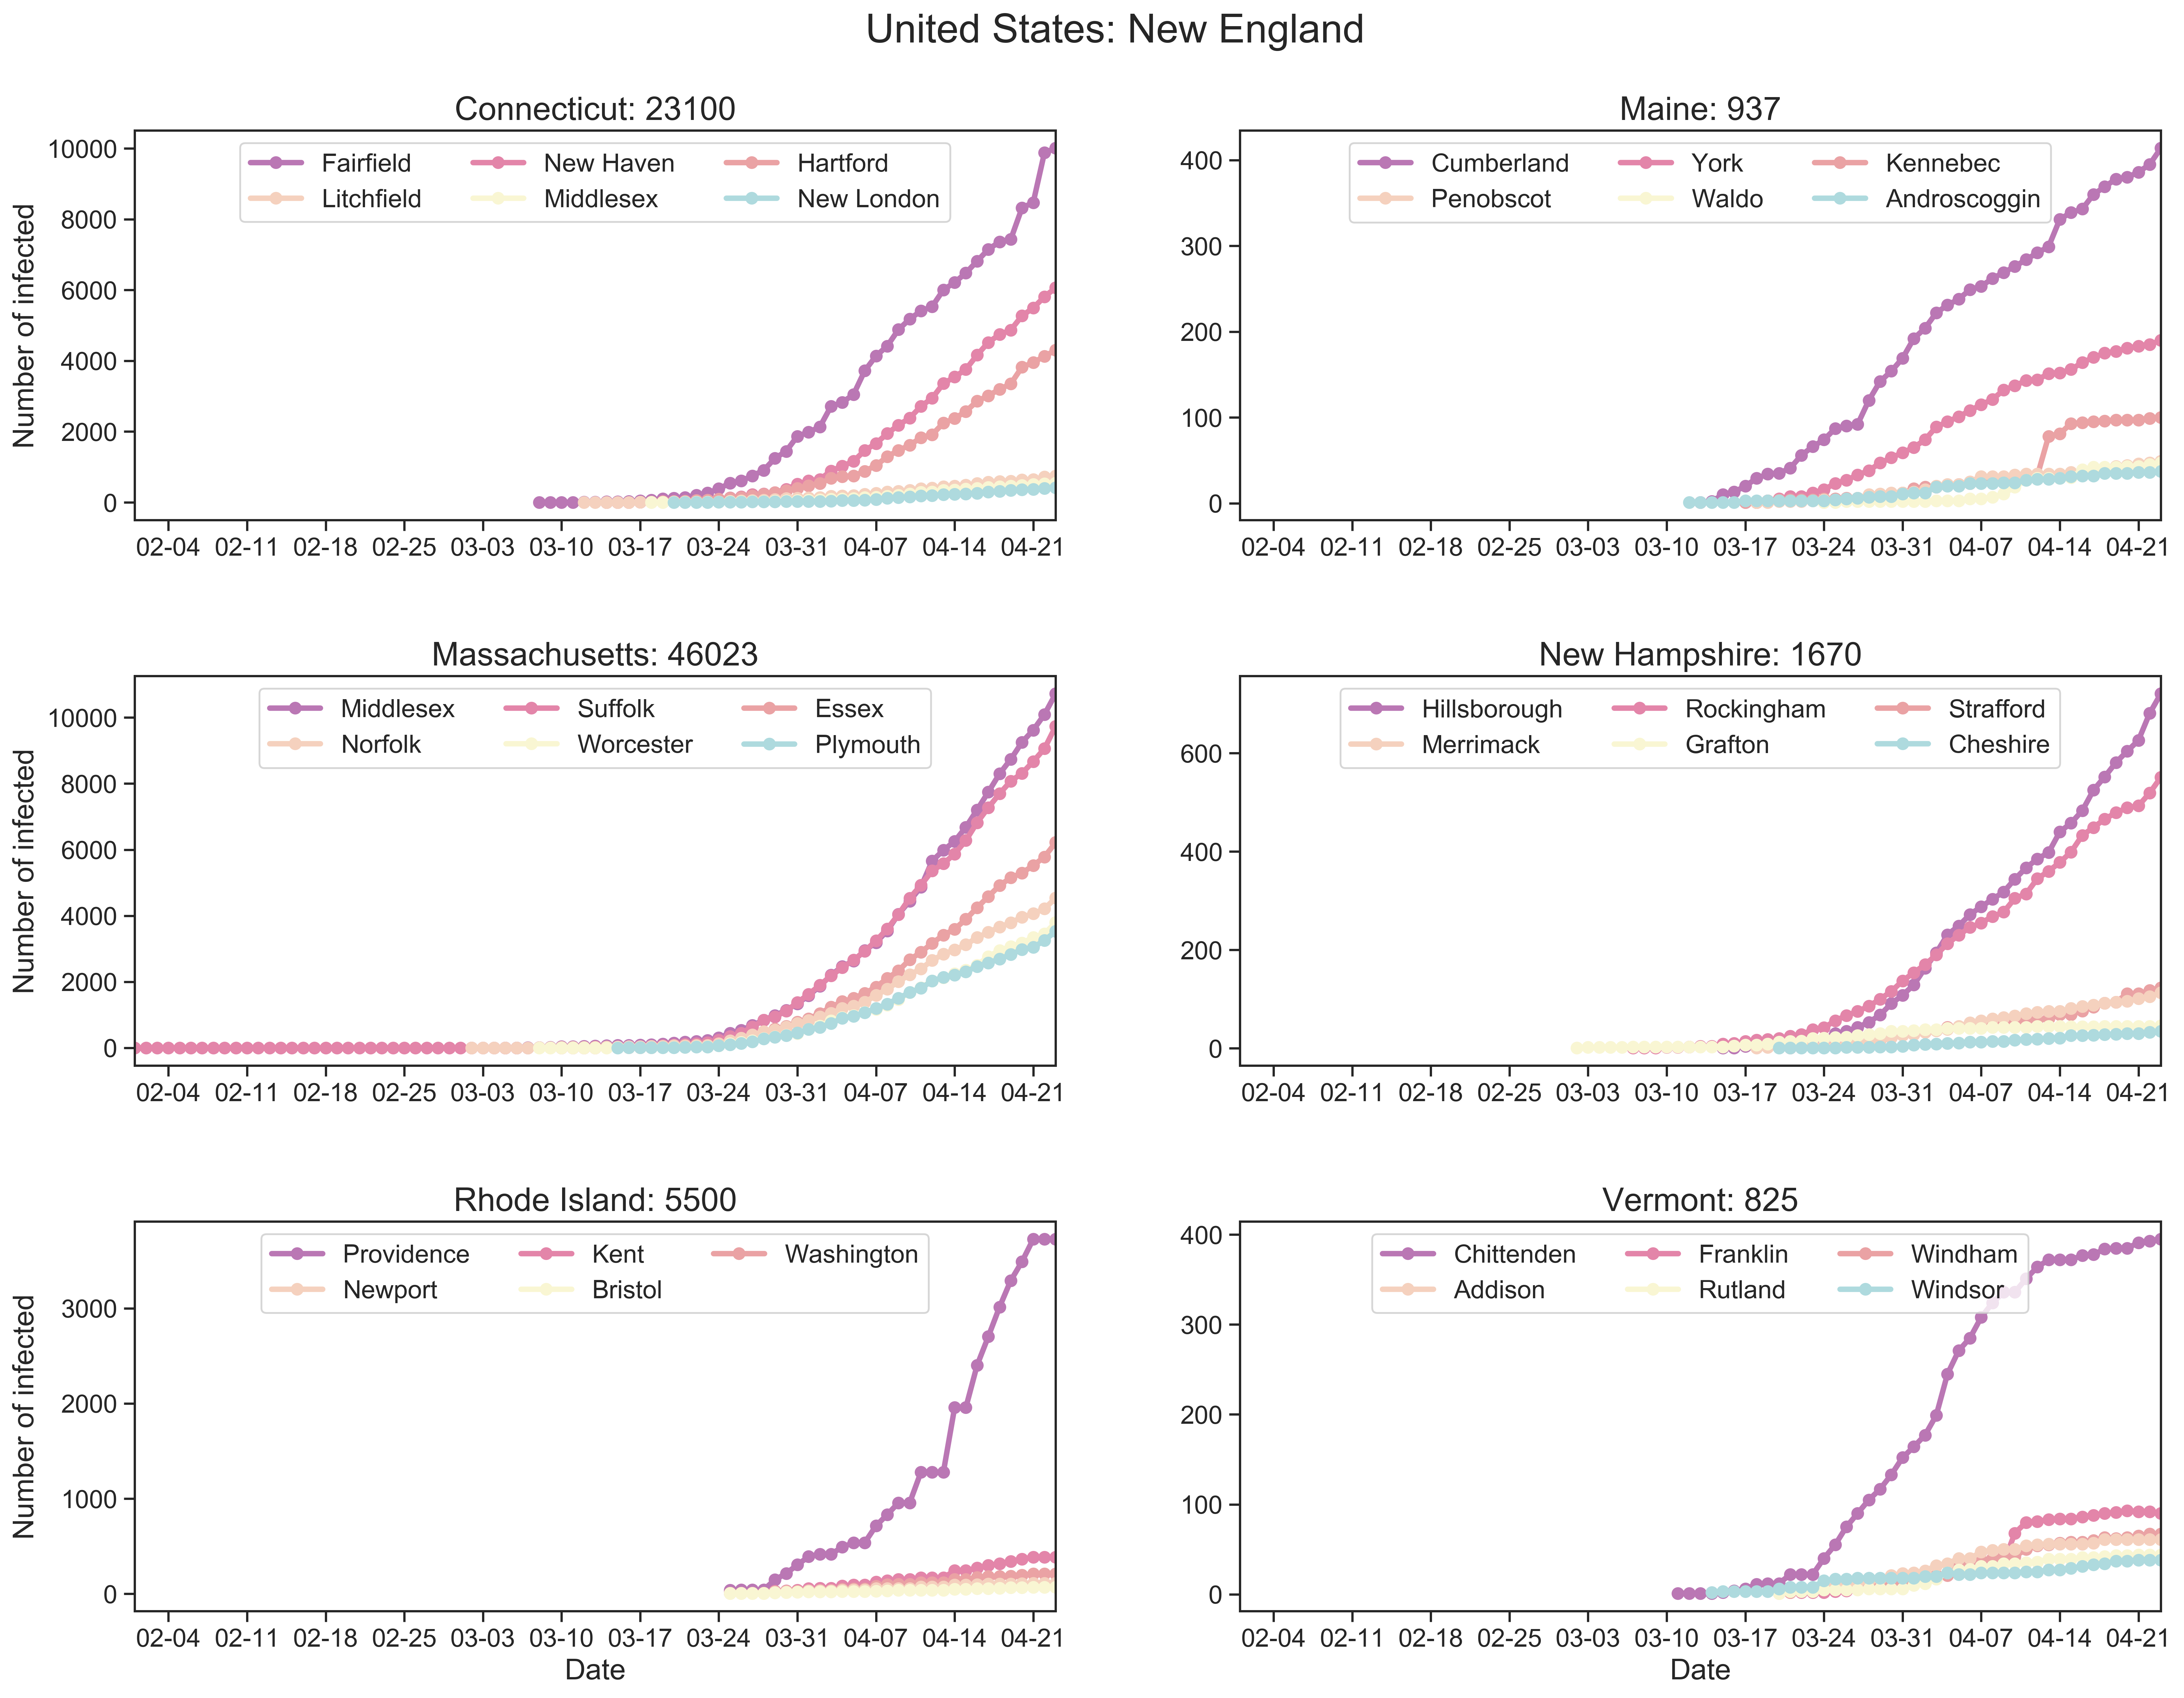 United States: New England
Connecticut: 23100
Number of infected
10000
8000
6000
4000
2000
0
Fairfield New Haven Hartford
Litchfield Middlesex New London
02-04 02-11 02-18 02-25 03-03 03-10 03-17 03-24 03-31 04-07 04-14 04-21
Maine: 937
400
300
200
100
0
Cumberland York Kennebec
Penobscot Waldo Androscoggin
02-04 02-11 02-18 02-25 03-03 03-10 03-17 03-24 03-31 04-07 04-14 04-21
Massachusetts: 46023
Number of infected
10000
8000
6000
4000
2000
0
Middlesex Suffolk Essex
Norfolk Worcester Plymouth
02-04 02-11 02-18 02-25 03-03 03-10 03-17 03-24 03-31 04-07 04-14 04-21
New Hampshire: 1670
600
400
200
0
Hillsborough Rockingham Strafford
Merrimack Grafton Cheshire
02-04 02-11 02-18 02-25 03-03 03-10 03-17 03-24 03-31 04-07 04-14 04-21
Rhode Island: 5500
Number of infected
3000
2000
1000
0
Providence Kent Washington
Newport Bristol
02-04 02-11 02-18 02-25 03-03 03-10 03-17 03-24 03-31 04-07 04-14 04-21
Date
Vermont: 825
400
300
200
100
0
Chittenden Franklin Windham
Addison Rutland Windsor
02-04 02-11 02-18 02-25 03-03 03-10 03-17 03-24 03-31 04-07 04-14 04-21
Date